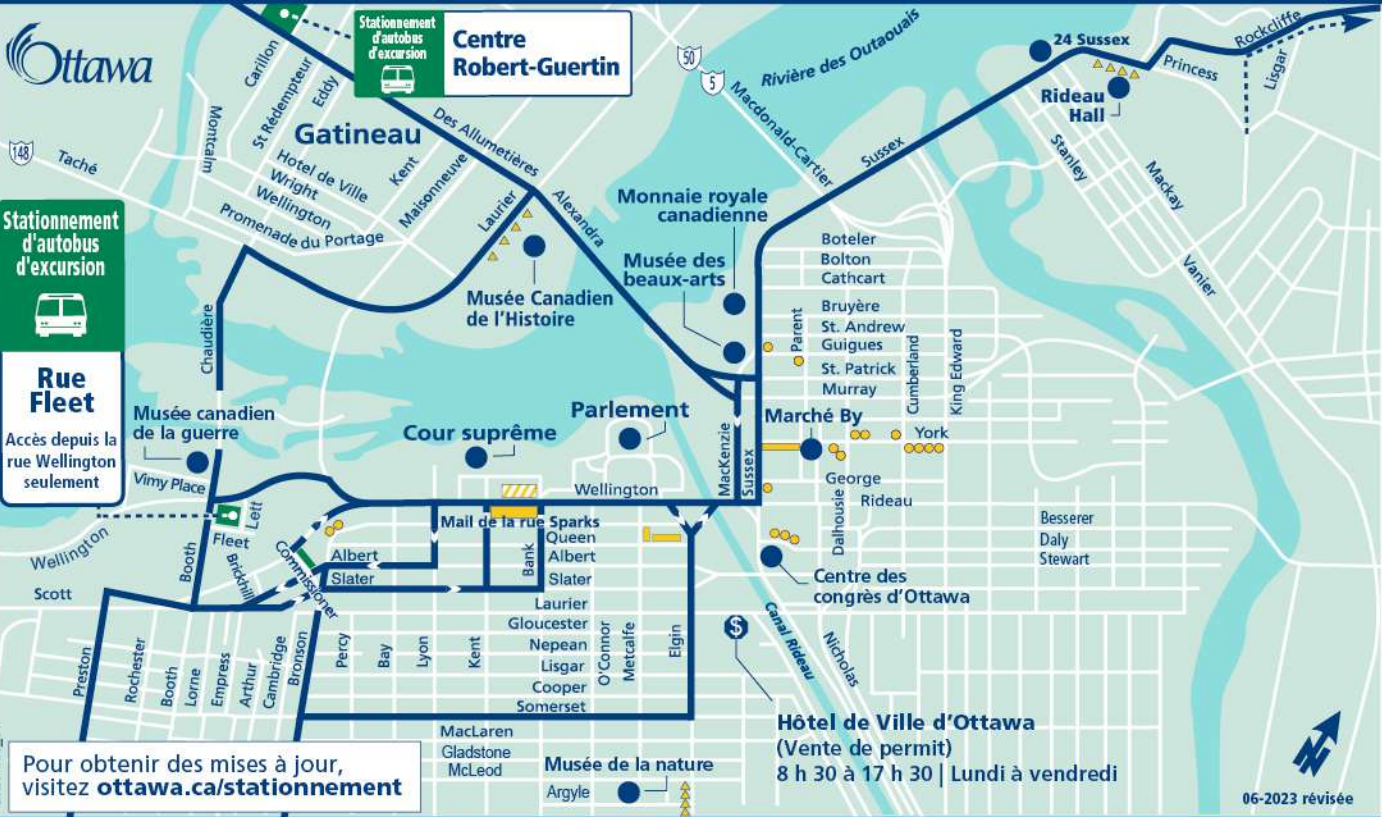 Ottawa
Stationnement
d'autobus
d'excursion
Centre
Robert-Guertin
50
5
Rivière des Outaouais
24 Sussex
Rockcliffe
Princess
Lisgar
Rideau
Hall
Carillon
St Rédempteur
Eddy
Montcalm
Gatineau
Des Allumetières
Macdonald-Cartier
Sussex
Stanley
Mackay
Vanier
148
Taché
Hotel de Ville
Wright
Wellington
Promenade du Portage
Kent
Maisonneuve
Laurier
Alexandra
Monnaie royale
canadienne
Musée des
beaux-arts
Musée Canadien
de l'Histoire
Stationnement
d'autobus
d'excursion
Rue
Fleet
Accès depuis la
rue Wellington
seulement
Chaudière
Boteler
Bolton
Cathcart
Bruyère
St. Andrew
Guigues
St. Patrick
Murray
Parent
Cumberland
King Edward
Musée canadien
de la guerre
Cour suprême
Parlement
Marché By
York
MacKenzie
Sussex
George
Rideau
Dalhousie
Besserer
Daly
Stewart
Vimy Place
Wellington
Wellington
Lett
Fleet
Mail de la rue Sparks
Queen
Albert
Albert
Slater
Slater
Bank
Booth
Brickhill
Commissioner
Scott
Centre des
congrès d'Ottawa
Laurier
Gloucester
Nepean
Lisgar
Cooper
Somerset
Preston
Rochester
Booth
Lorne
Empress
Arthur
Cambridge
Bronson
Percy
Bay
Lyon
Kent
O'Connor
Metcalfe
Elgin
$
Canal Rideau
Nicholas
MacLaren
Gladstone
McLeod
Musée de la nature
Argyle
Hôtel de Ville d'Ottawa
(Vente de permit)
8 h 30 à 17 h 30 | Lundi à vendredi
Pour obtenir des mises à jour,
visitez ottawa.ca/stationnement
N
06-2023 révisée